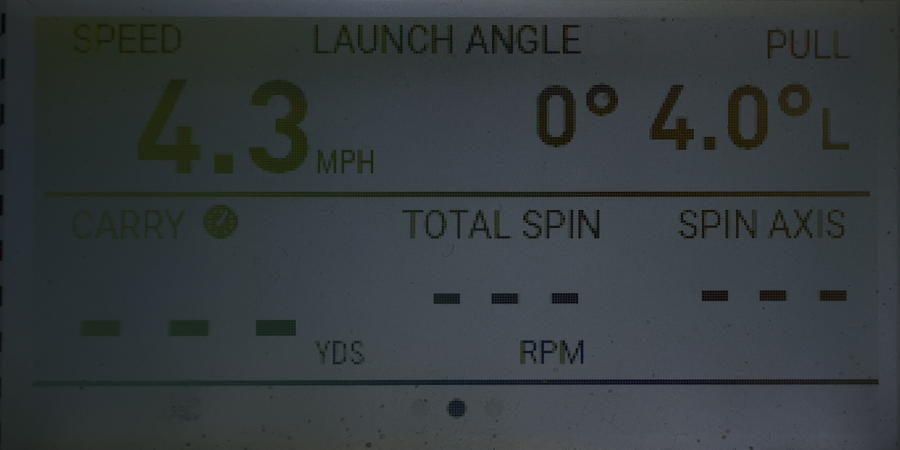 SPEED LAUNCH ANGLE PULL
4.3 MPH 0° 4.0° L
CARRY TOTAL SPIN SPIN AXIS
--- YDS --- RPM ---